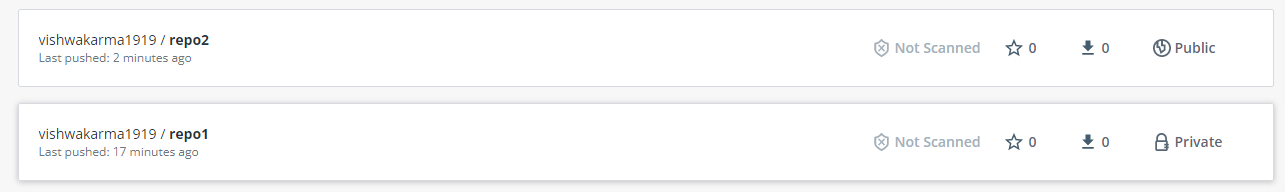 vishwakarma1919 / repo2
Last pushed: 2 minutes ago
Not Scanned 0 0 Public
vishwakarma1919 / repo1
Last pushed: 17 minutes ago
Not Scanned 0 0 Private